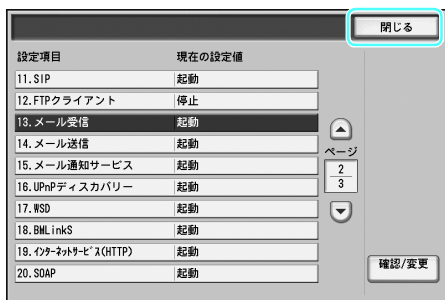 閉じる
設定項目 現在の設定値
11.SIP 起動
12.FTPクライアント 停止
13.メール受信 起動
14.メール送信 起動
15.メール通知サービス 起動
16.UPnPディスカバリー 起動
17.WSD 起動
18.BMLinkS 起動
19.インターネットサービス(HTTP) 起動
20.SOAP 起動
ページ
2
3
確認/変更